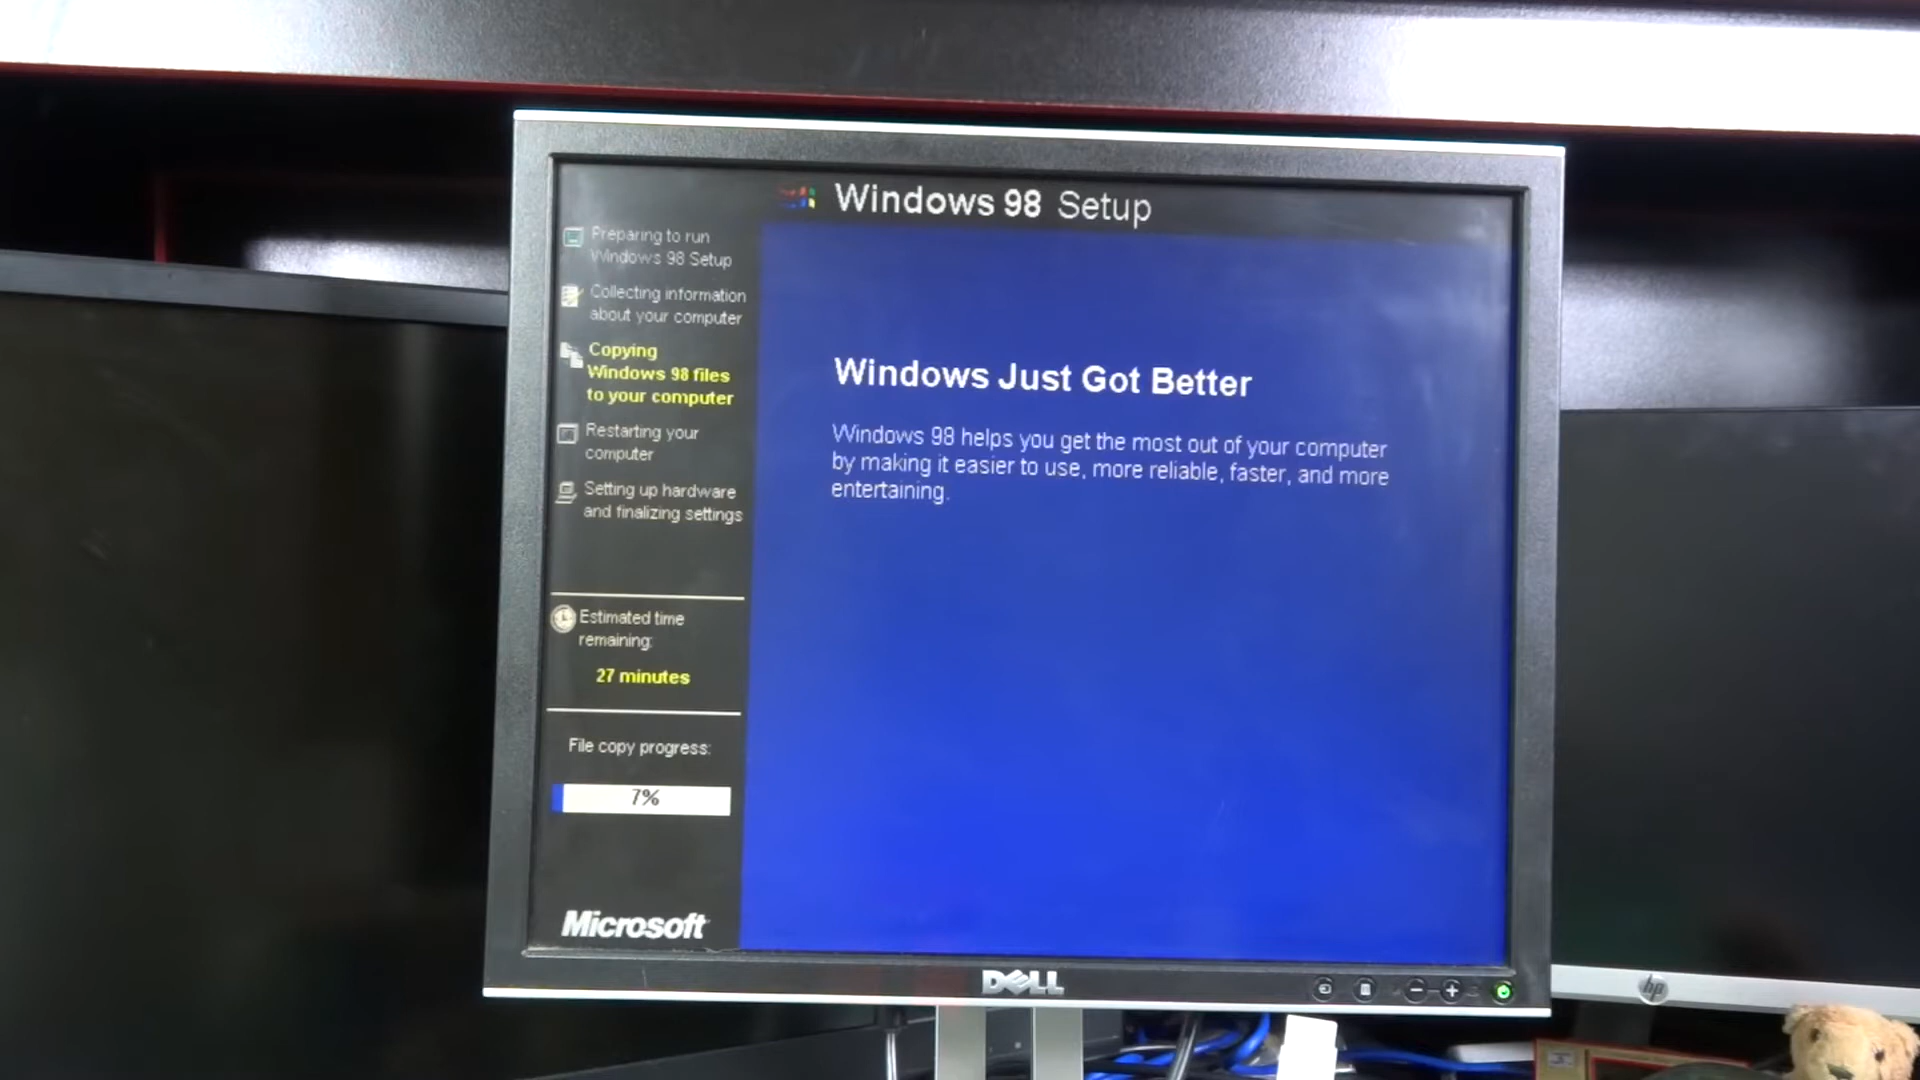 Windows 98 Setup
Preparing to run
Windows 98 Setup
Collecting information
about your computer
Copying
Windows 98 files
to your computer
Restarting your
computer
Setting up hardware
and finalizing settings
Estimated time
remaining:
27 minutes
File copy progress:
7%
Microsoft
Windows Just Got Better
Windows 98 helps you get the most out of your computer
by making it easier to use, more reliable, faster, and more
entertaining.
DELL
hp